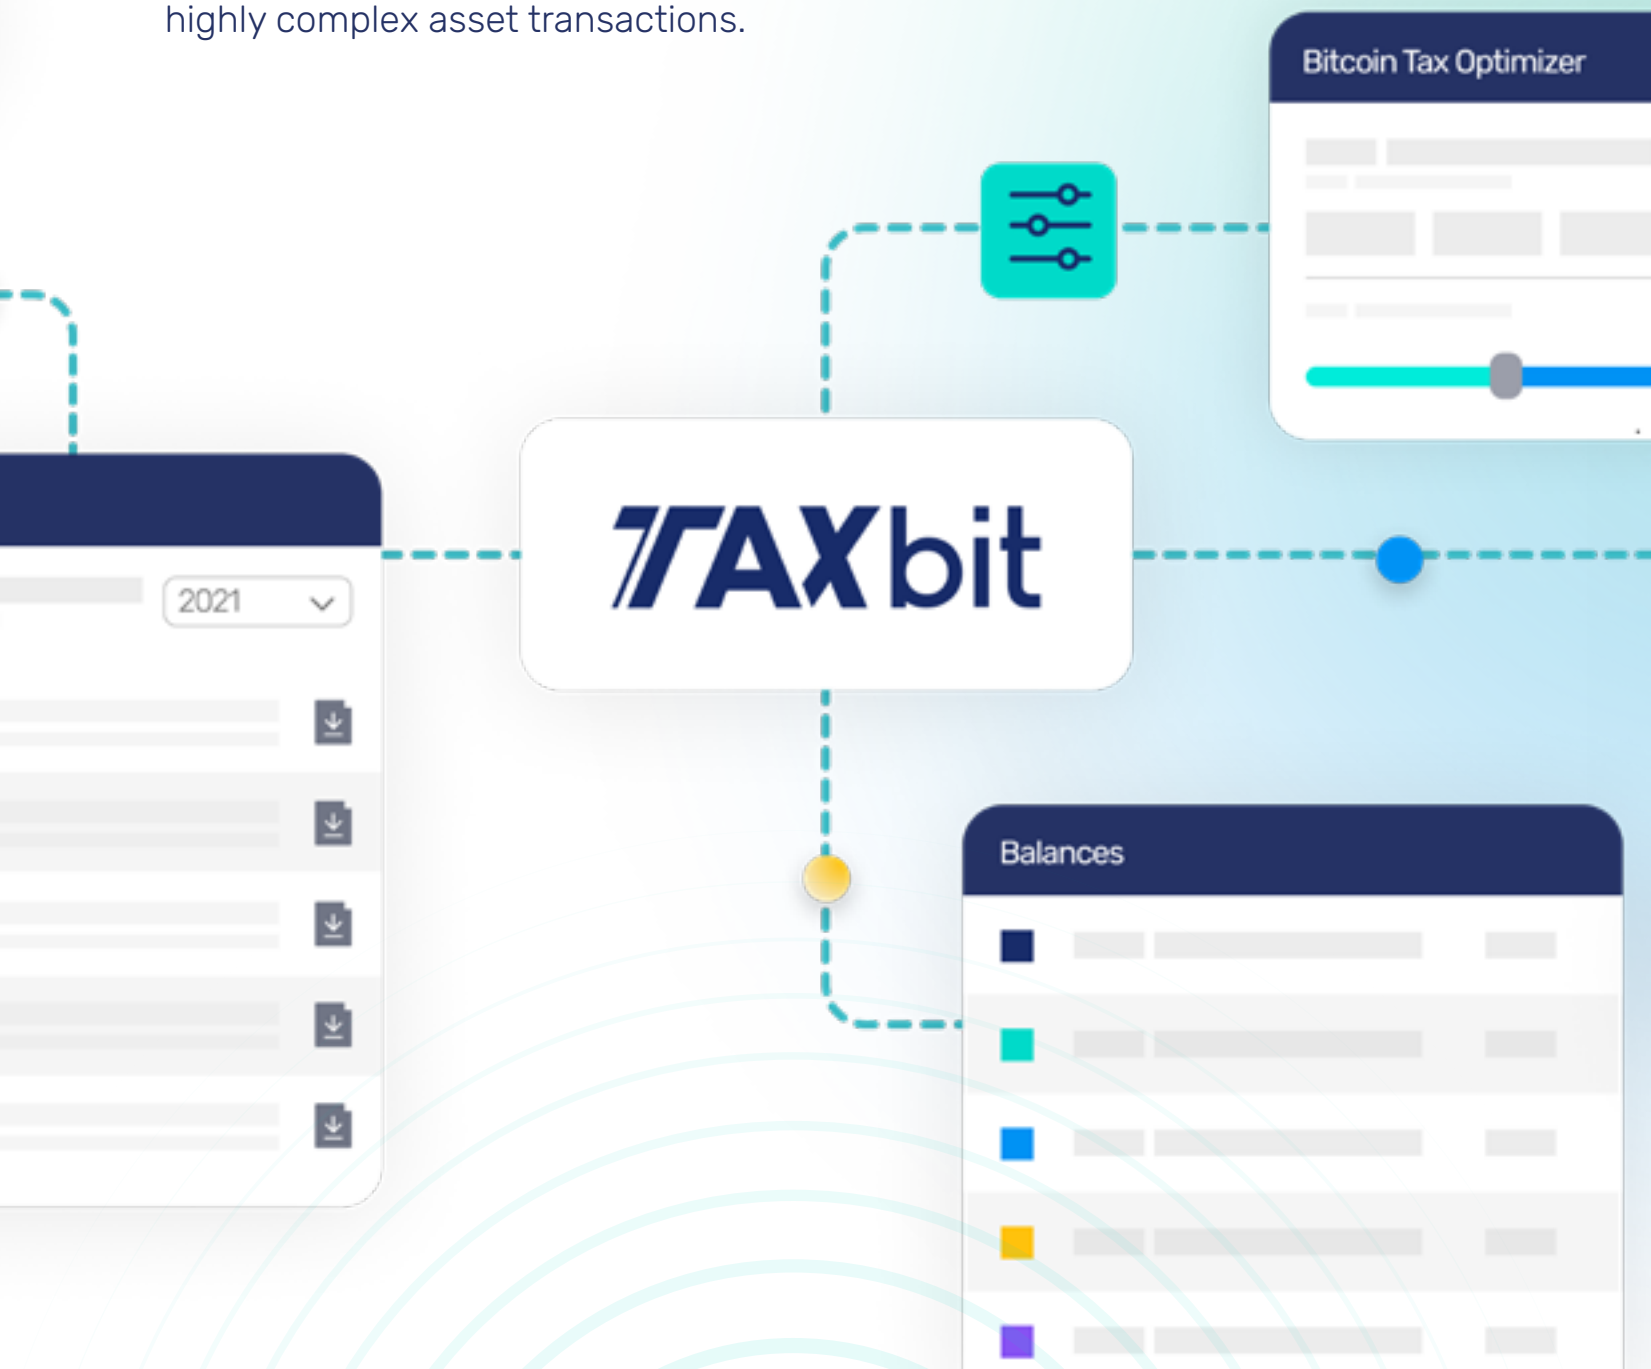 highly complex asset transactions.
Bitcoin Tax Optimizer
TAXbit
2021
Balances